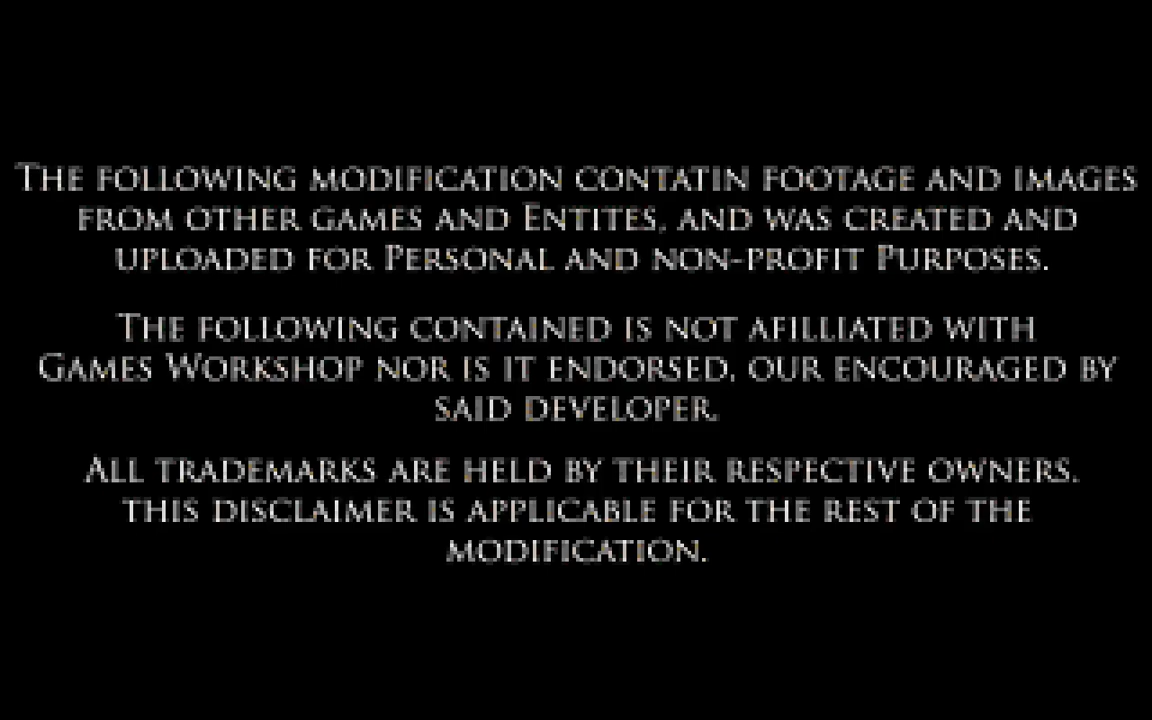 The following modification contatin footage and images
from other games and Entites, and was created and
uploaded for Personal and non-profit Purposes.
The following contained is not afilliated with
Games Workshop nor is it endorsed, our encouraged by
said developer.
All trademarks are held by their respective owners.
this disclaimer is applicable for the rest of the
modification.